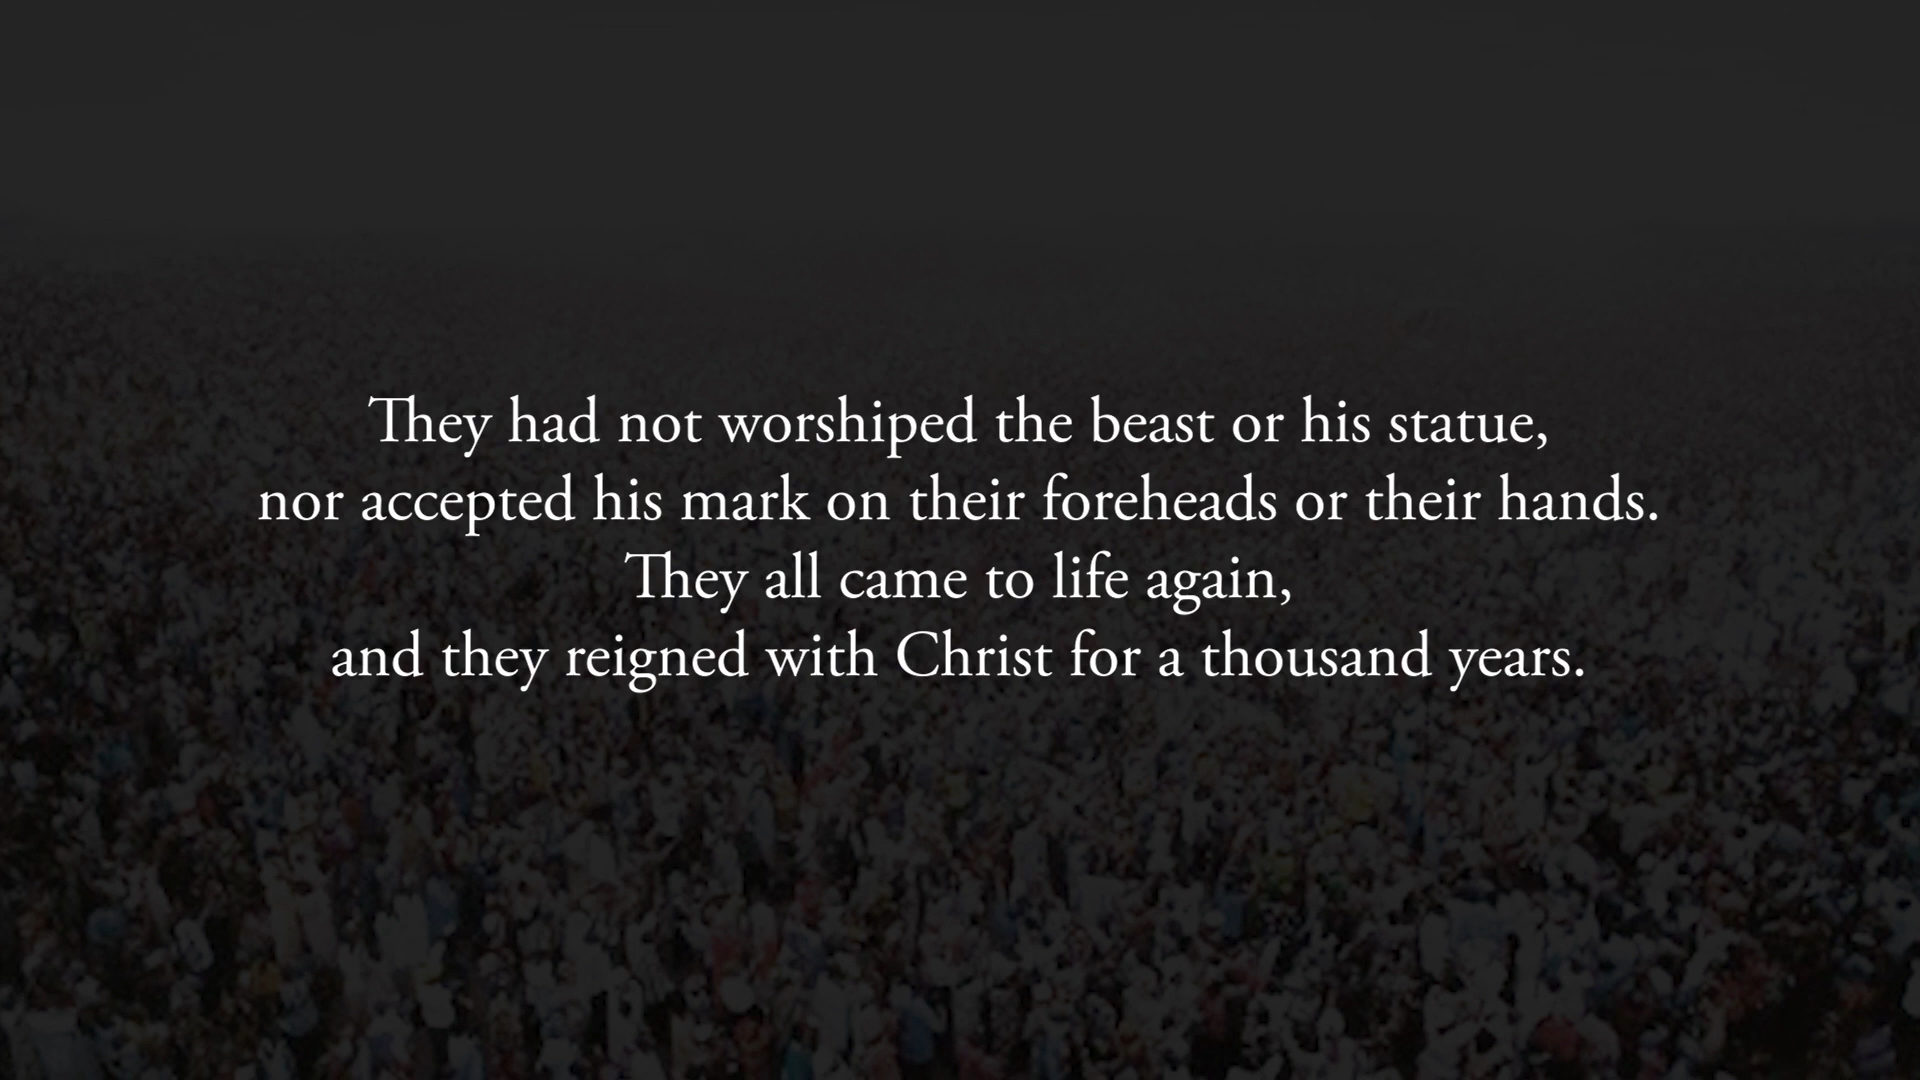 They had not worshiped the beast or his statue,
nor accepted his mark on their foreheads or their hands.
They all came to life again,
and they reigned with Christ for a thousand years.